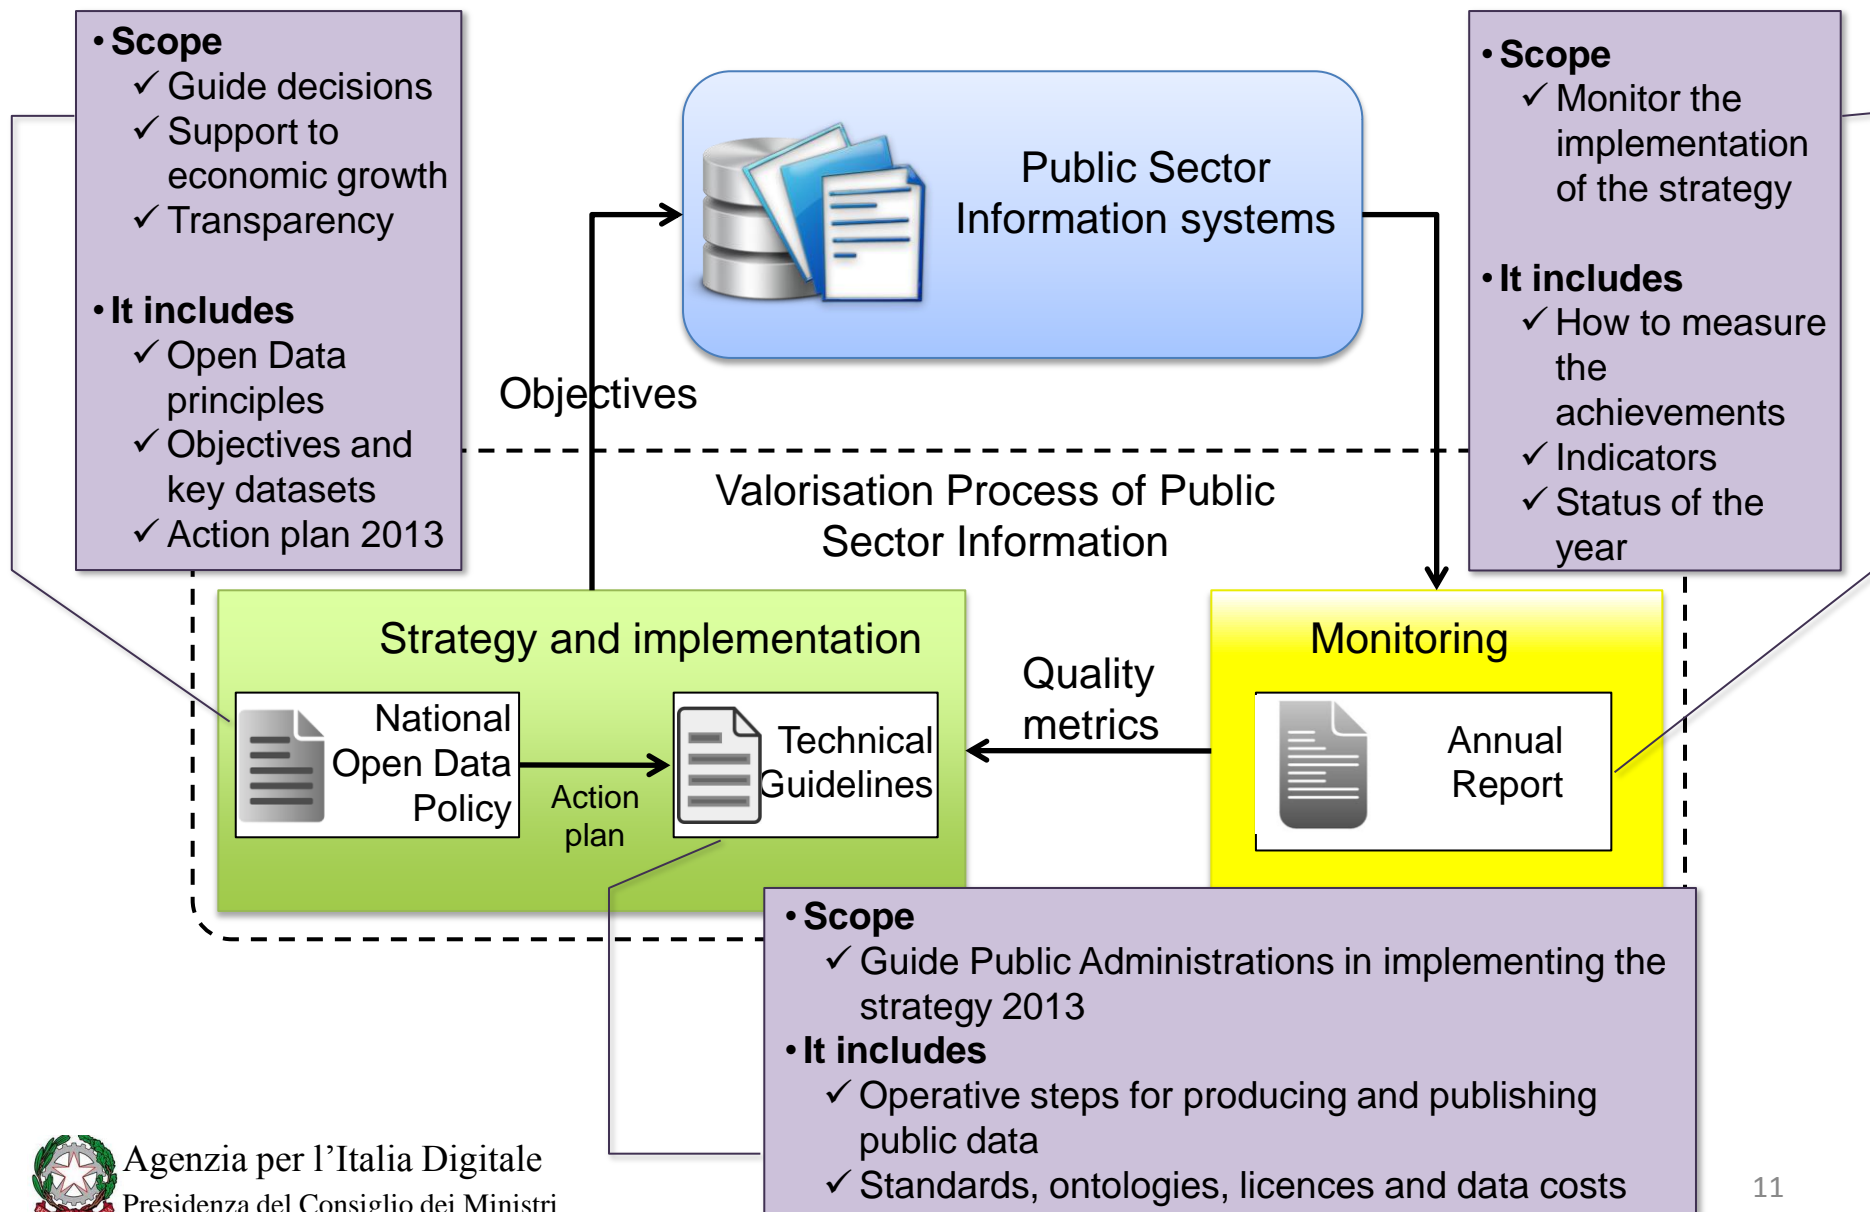 • Scope
✓ Guide decisions
✓ Support to
economic growth
✓ Transparency
• It includes
✓ Open Data
principles
✓ Objectives and
key datasets
✓ Action plan 2013
Public Sector
Information systems
• Scope
✓ Monitor the
implementation
of the strategy
• It includes
✓ How to measure
the
achievements
✓ Indicators
✓ Status of the
year
Objectives
Valorisation Process of Public
Sector Information
Strategy and implementation
National
Open Data
Policy
Action
plan
Technical
Guidelines
Quality
metrics
Monitoring
Annual
Report
• Scope
✓ Guide Public Administrations in implementing the
strategy 2013
• It includes
✓ Operative steps for producing and publishing
public data
✓ Standards, ontologies, licences and data costs
Agenzia per l’Italia Digitale
Presidenza del Consiglio dei Ministri
11